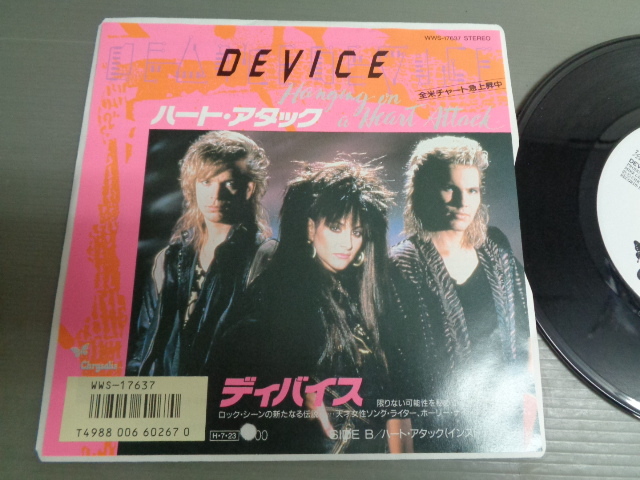 WWS-17637 STEREO
DEVICE
Hanging on
a Heart Attack
全米チャート急上昇中
ハート・アタック
Chrysalis
WWS-17637
T4988 006 60267 0
ディバイス
限りない可能性を
ロック・シーンの新たなる伝
天才女性ソング・ライター、ホーリー・ナイ
H・7・23
00
SIDE B/ハート・アタック(インス